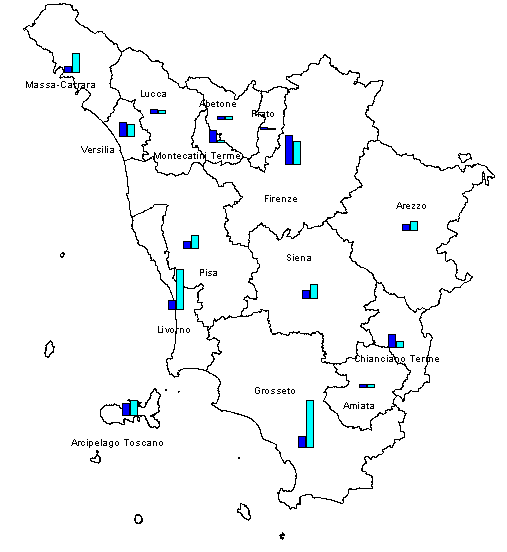 Massa-Carrara
Lucca
Abetone
Prato
Versilia
Montecatini Terme
Firenze
Arezzo
Siena
Pisa
Livorno
Chianciano Terme
Grosseto
Amiata
Arcipelago Toscano